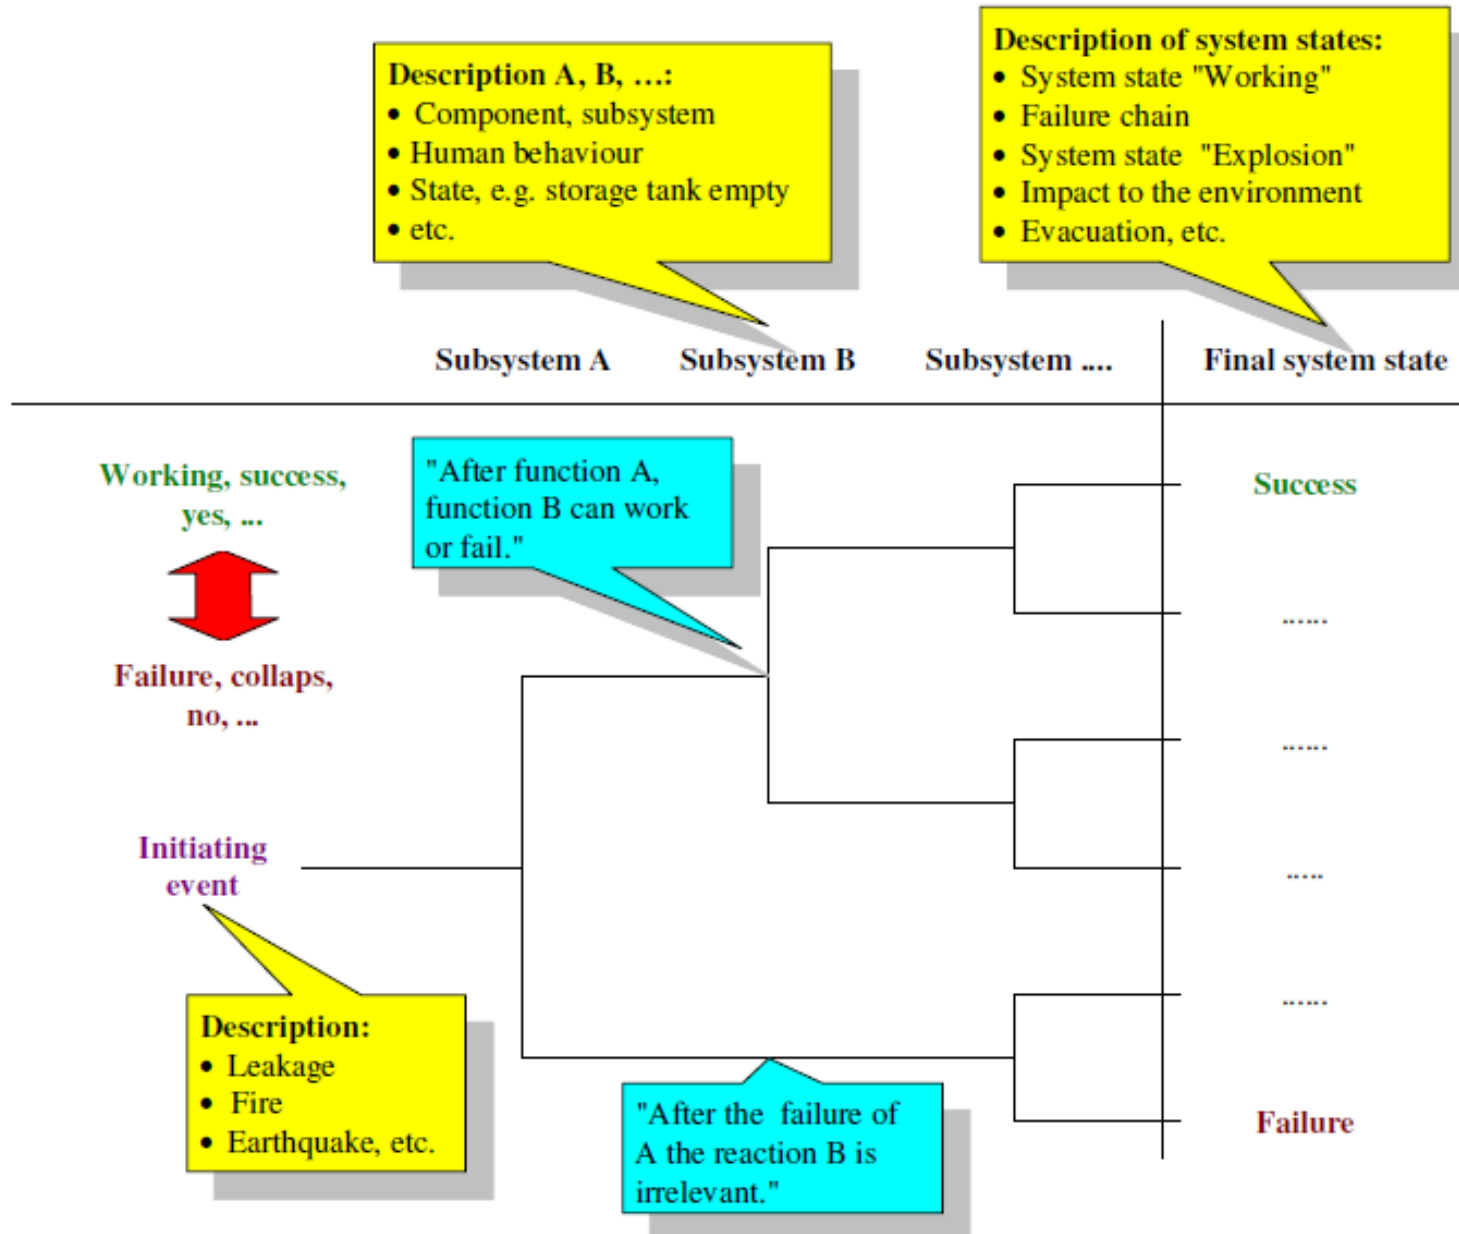 Description A, B, ...:
• Component, subsystem
• Human behaviour
• State, e.g. storage tank empty
• etc.
Description of system states:
• System state "Working"
• Failure chain
• System state "Explosion"
• Impact to the environment
• Evacuation, etc.
Subsystem A Subsystem B Subsystem .... Final system state
Working, success,
yes, ...
Failure, collaps,
no, ...
"After function A,
function B can work
or fail."
Success
......
......
.....
......
Failure
Initiating
event
Description:
• Leakage
• Fire
• Earthquake, etc.
"After the failure of
A the reaction B is
irrelevant."